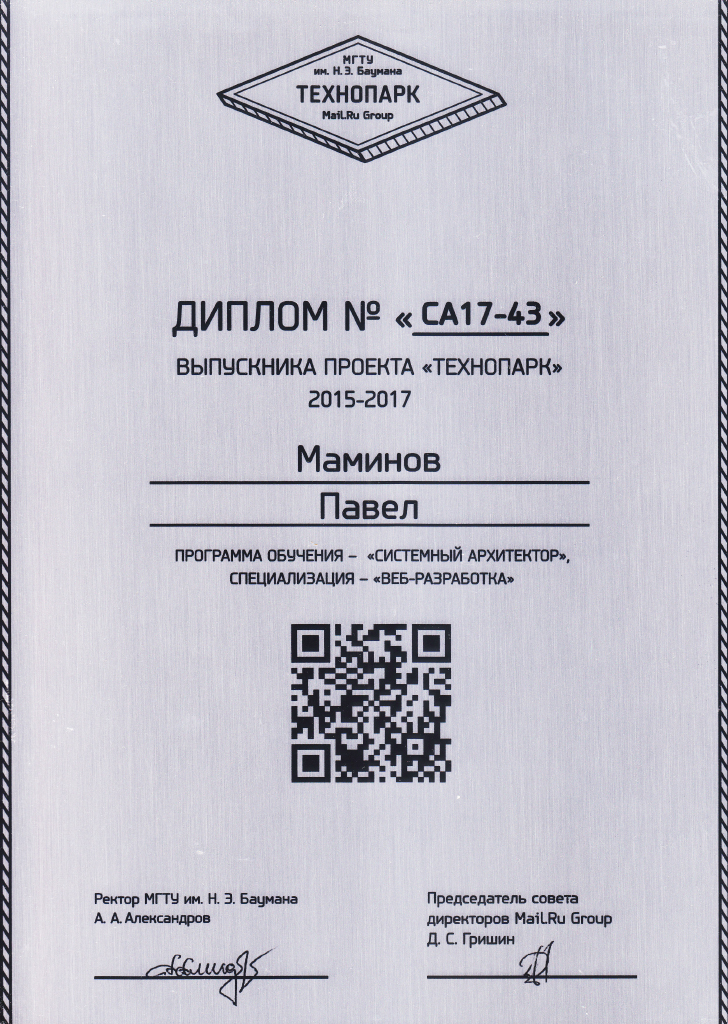 МГТУ
им. Н. Э. Баумана
ТЕХНОПАРК
Mail.Ru Group
ДИПЛОМ № «СА17-43»
ВЫПУСКНИКА ПРОЕКТА «ТЕХНОПАРК»
2015-2017
Маминов
Павел
ПРОГРАММА ОБУЧЕНИЯ – «СИСТЕМНЫЙ АРХИТЕКТОР»,
СПЕЦИАЛИЗАЦИЯ – «ВЕБ-РАЗРАБОТКА»
Ректор МГТУ им. Н. Э. Баумана
А. А. Александров
Председатель совета
директоров Mail.Ru Group
Д. С. Гришин